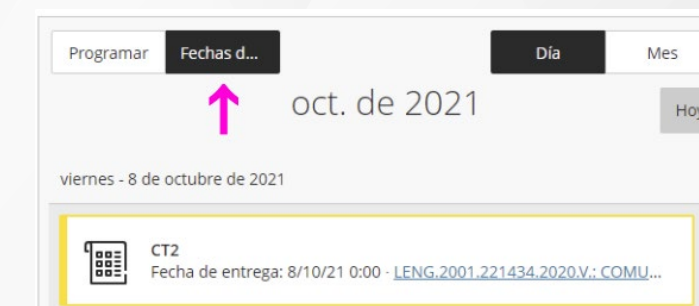 Programar Fechas d... Día Mes
oct. de 2021 Hoy
viernes - 8 de octubre de 2021
CT2
Fecha de entrega: 8/10/21 0:00 · LENG.2001.221434.2020.V.: COMU...